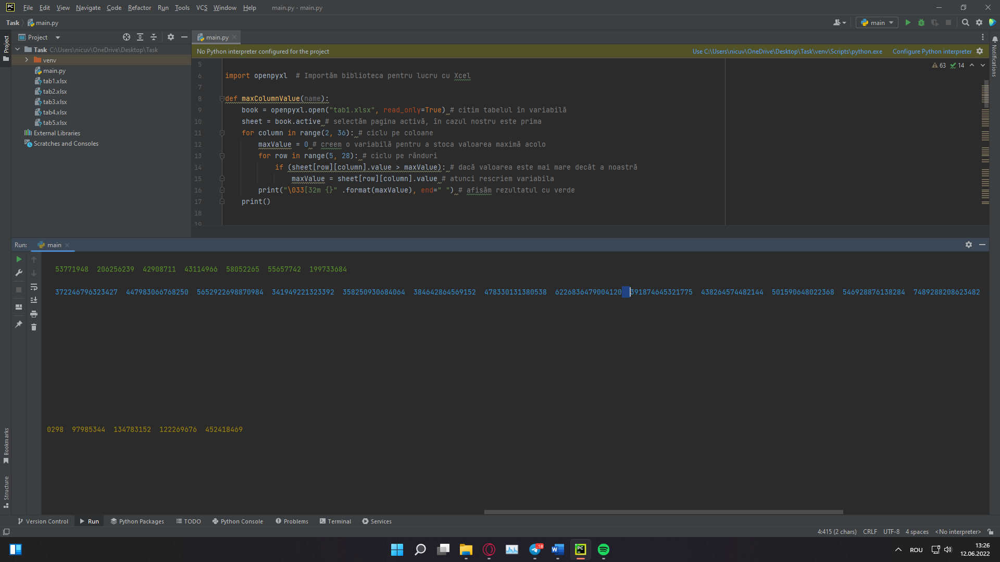 PC File Edit View Navigate Code Refactor Run Tools VCS Window Help main.py - main.py
Task main.py main
Project main.py
Project
Task C:\Users\nicuv\OneDrive\Desktop\Task
venv
main.py
tab1.xlsx
tab2.xlsx
tab3.xlsx
tab4.xlsx
tab5.xlsx
External Libraries
Scratches and Consoles
No Python interpreter configured for the project Use C:\Users\nicuv\OneDrive\Desktop\Task\venv\Scripts\python.exe Configure Python interpreter
Notifications
63 14
5
6 import openpyxl # Importăm biblioteca pentru lucru cu Xcel
7
8 def maxColumnValue(name):
9 book = openpyxl.open("tab1.xlsx", read_only=True) # citim tabelul în variabilă
10 sheet = book.active # selectăm pagina activă, în cazul nostru este prima
11 for column in range(2, 36): # ciclu pe coloane
12 maxValue = 0 # creem o variabilă pentru a stoca valoarea maximă acolo
13 for row in range(5, 28): # ciclu pe rânduri
14 if (sheet[row][column].value > maxValue): # dacă valoarea este mai mare decât a noastră
15 maxValue = sheet[row][column].value # atunci rescriem variabila
16 print("\033[32m {}" .format(maxValue), end=" ") # afisăm rezultatul cu verde
17 print()
18
19
Run: main
53771948 206256239 42908711 43114966 58052265 55657742 199733684
372246796323427 447983066768250 5652922698870984 341949221323392 358250930684064 384642864569152 478330131380538 6226836479004120 391874645321775 438264574482144 501590648022368 546928876138284 7489288208623482
0298 97985344 134783152 122269676 452418469
Bookmarks
Structure
Version Control Run Python Packages TODO Python Console Problems Terminal Services
4:415 (2 chars) CRLF UTF-8 4 spaces <No interpreter>
18 W PC ROU 13:26
12.06.2022